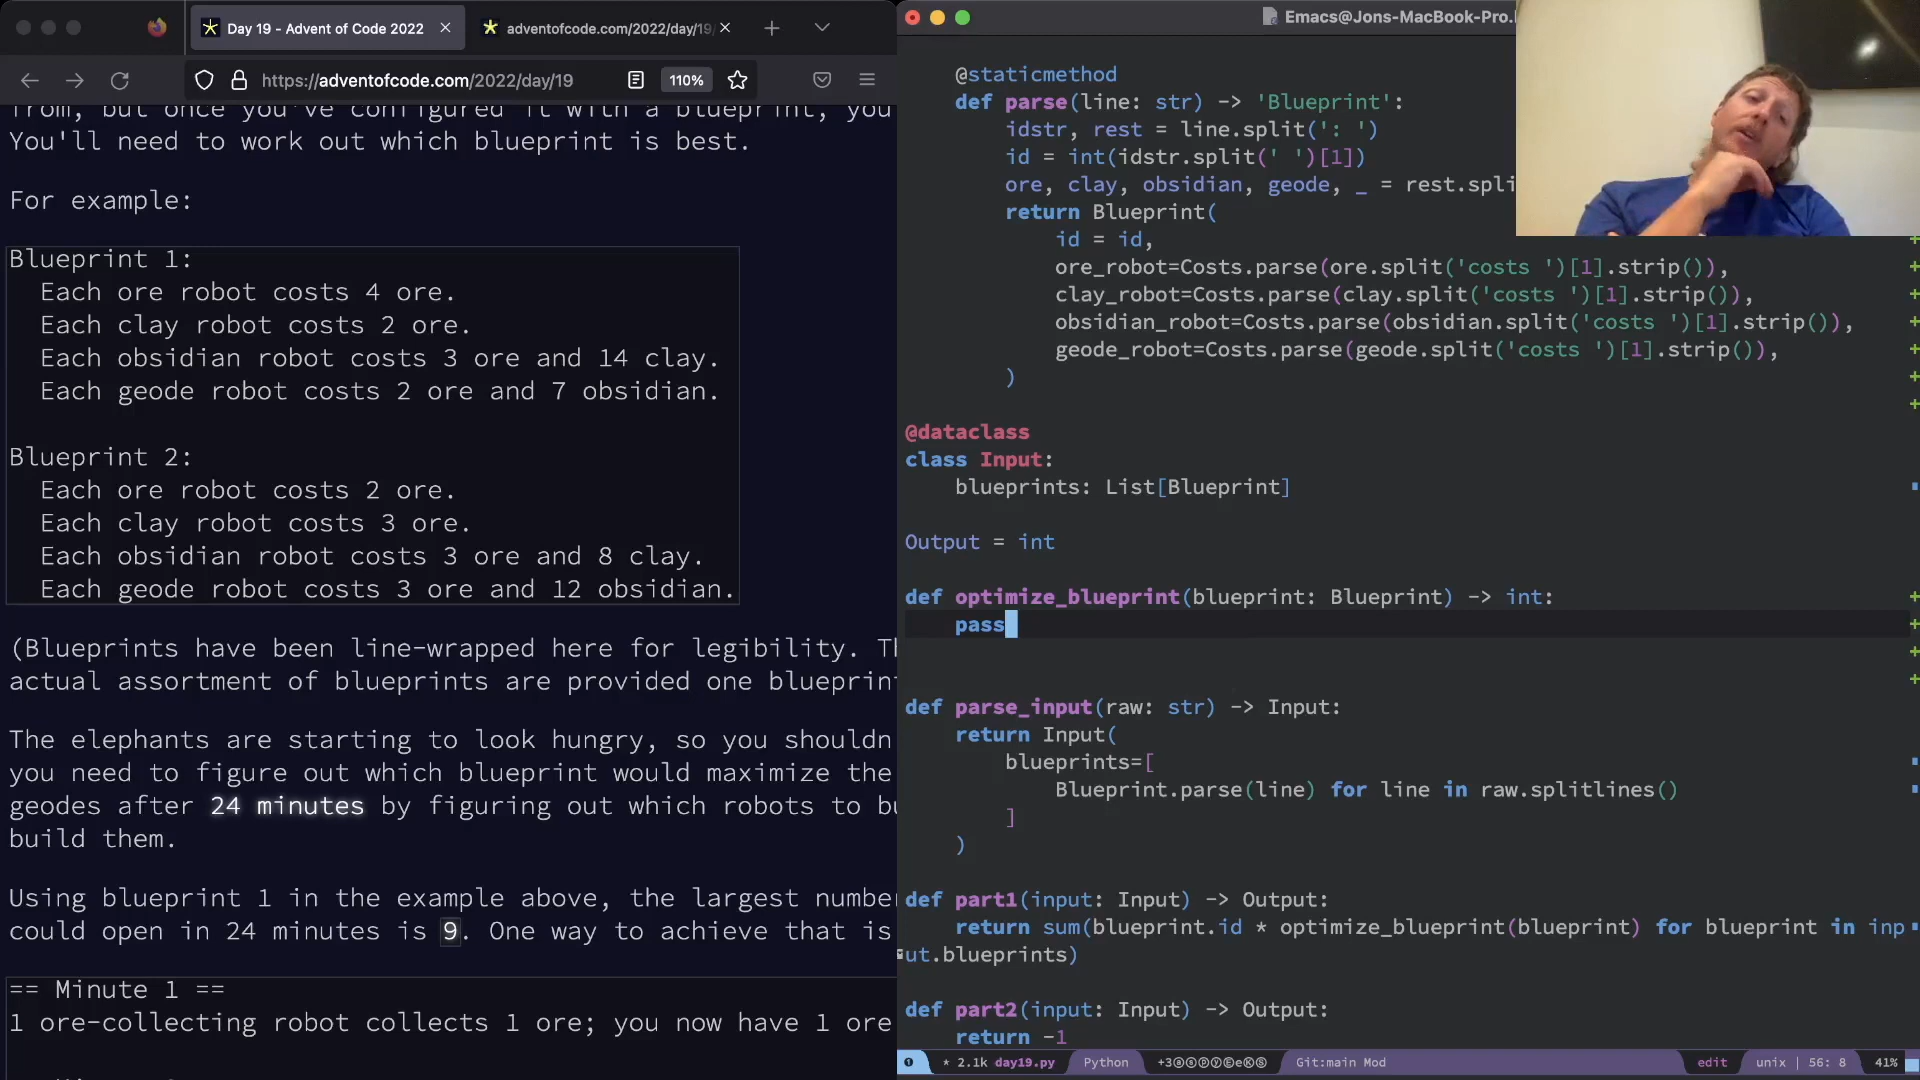 Day 19 - Advent of Code 2022
adventofcode.com/2022/day/19
https://adventofcode.com/2022/day/19
110%
from, but once you've configured it with a blueprint, you
You'll need to work out which blueprint is best.
For example:
Blueprint 1:
Each ore robot costs 4 ore.
Each clay robot costs 2 ore.
Each obsidian robot costs 3 ore and 14 clay.
Each geode robot costs 2 ore and 7 obsidian.
Blueprint 2:
Each ore robot costs 2 ore.
Each clay robot costs 3 ore.
Each obsidian robot costs 3 ore and 8 clay.
Each geode robot costs 3 ore and 12 obsidian.
(Blueprints have been line-wrapped here for legibility.
actual assortment of blueprints are provided one blueprin
The elephants are starting to look hungry, so you shouldn
you need to figure out which blueprint would maximize the
geodes after 24 minutes by figuring out which robots to bu
build them.
Using blueprint 1 in the example above, the largest number
could open in 24 minutes is 9. One way to achieve that is
== Minute 1 ==
1 ore-collecting robot collects 1 ore; you now have 1 ore
Emacs@Jons-MacBook-Pro.
@staticmethod
def parse(line: str) -> 'Blueprint':
idstr, rest = line.split(': ')
id = int(idstr.split(' ')[1])
ore, clay, obsidian, geode, _ = rest.spli
return Blueprint(
id = id,
ore_robot=Costs.parse(ore.split('costs ')[1].strip()),
clay_robot=Costs.parse(clay.split('costs ')[1].strip()),
obsidian_robot=Costs.parse(obsidian.split('costs ')[1].strip()),
geode_robot=Costs.parse(geode.split('costs ')[1].strip()),
)
@dataclass
class Input:
blueprints: List[Blueprint]
Output = int
def optimize_blueprint(blueprint: Blueprint) -> int:
pass
def parse_input(raw: str) -> Input:
return Input(
blueprints=[
Blueprint.parse(line) for line in raw.splitlines()
]
)
def part1(input: Input) -> Output:
return sum(blueprint.id * optimize_blueprint(blueprint) for blueprint in inp
ut.blueprints)
def part2(input: Input) -> Output:
return -1
* 2.1k day19.py Python Git:main Mod edit unix | 56: 8 41%